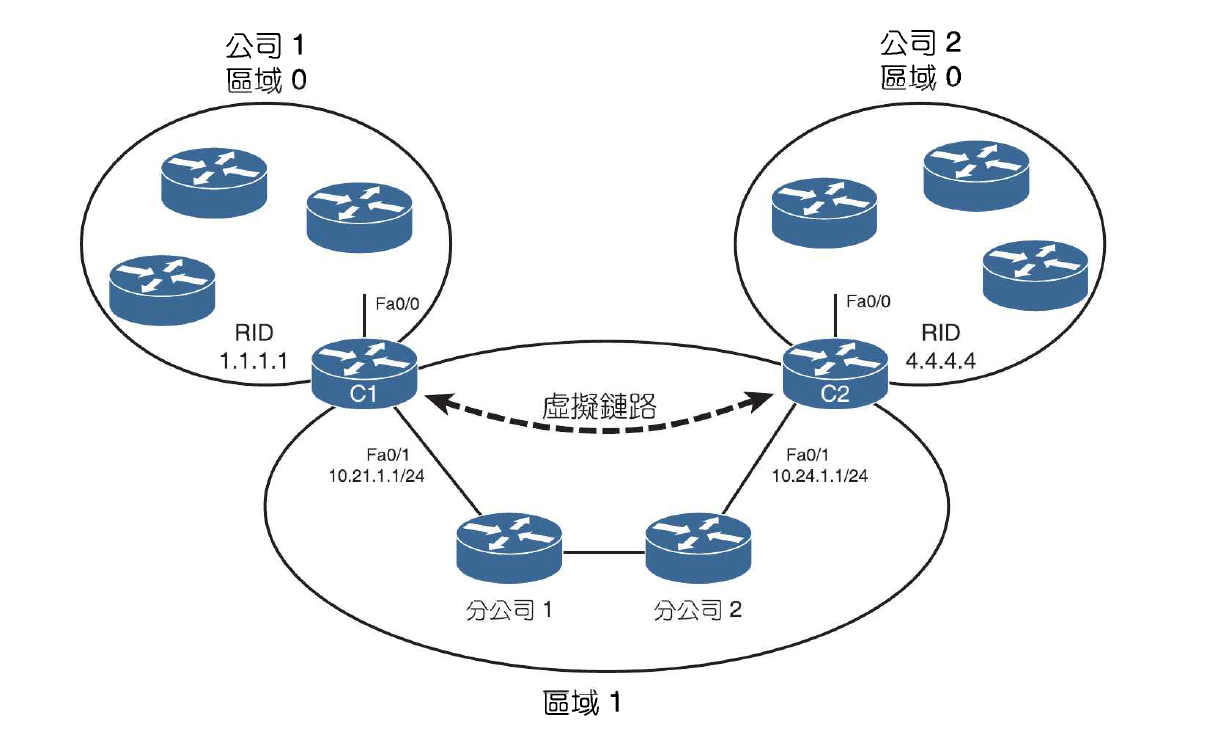 公司 1
區域 0
公司 2
區域 0
Fa0/0
RID
1.1.1.1
C1
Fa0/0
RID
4.4.4.4
C2
虛擬鏈路
Fa0/1
10.21.1.1/24
Fa0/1
10.24.1.1/24
分公司 1
分公司 2
區域 1